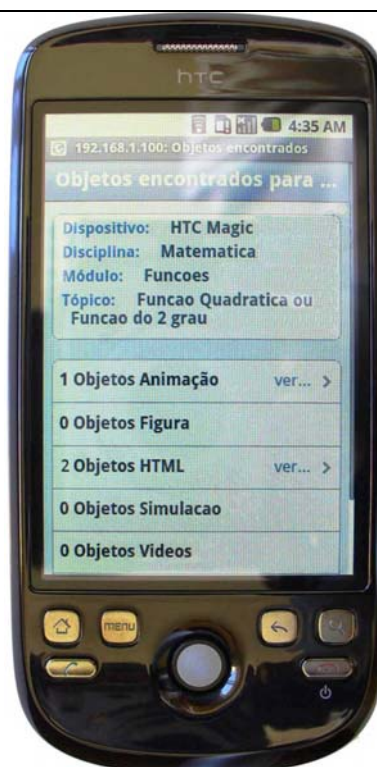 htc
4:35 AM
192.168.1.100: Objetos encontrados
Objetos encontrados para ...
Dispositivo: HTC Magic
Disciplina: Matematica
Módulo: Funcoes
Tópico: Funcao Quadratica ou
Funcao do 2 grau
1 Objetos Animação ver... >
0 Objetos Figura
2 Objetos HTML ver... >
0 Objetos Simulacao
0 Objetos Videos
menu